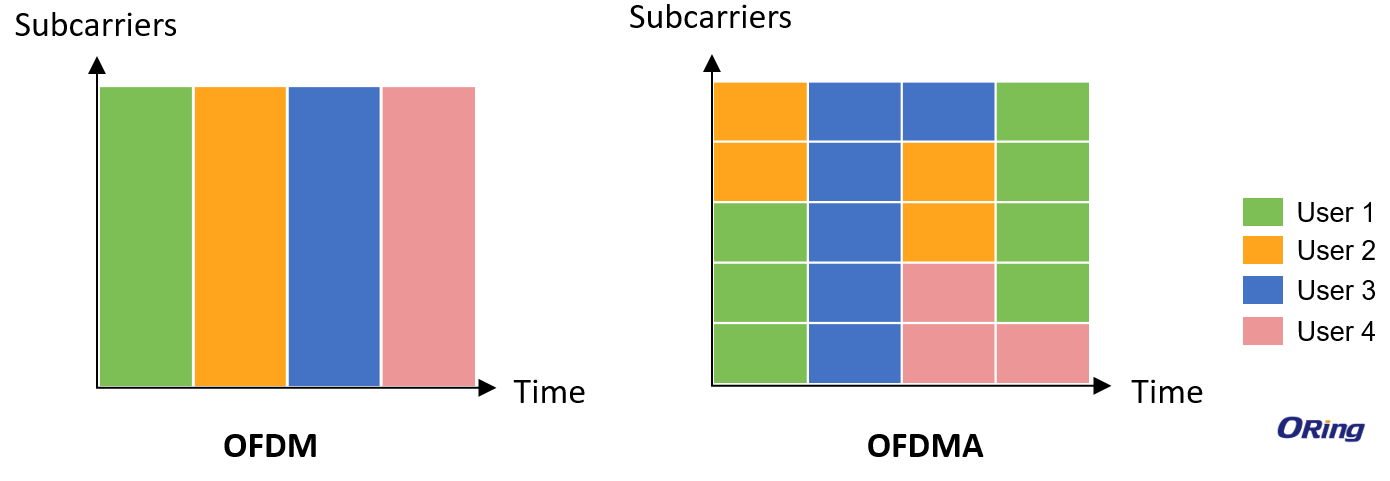 Subcarriers
Time
OFDM
Subcarriers
Time
OFDMA
User 1
User 2
User 3
User 4
ORing